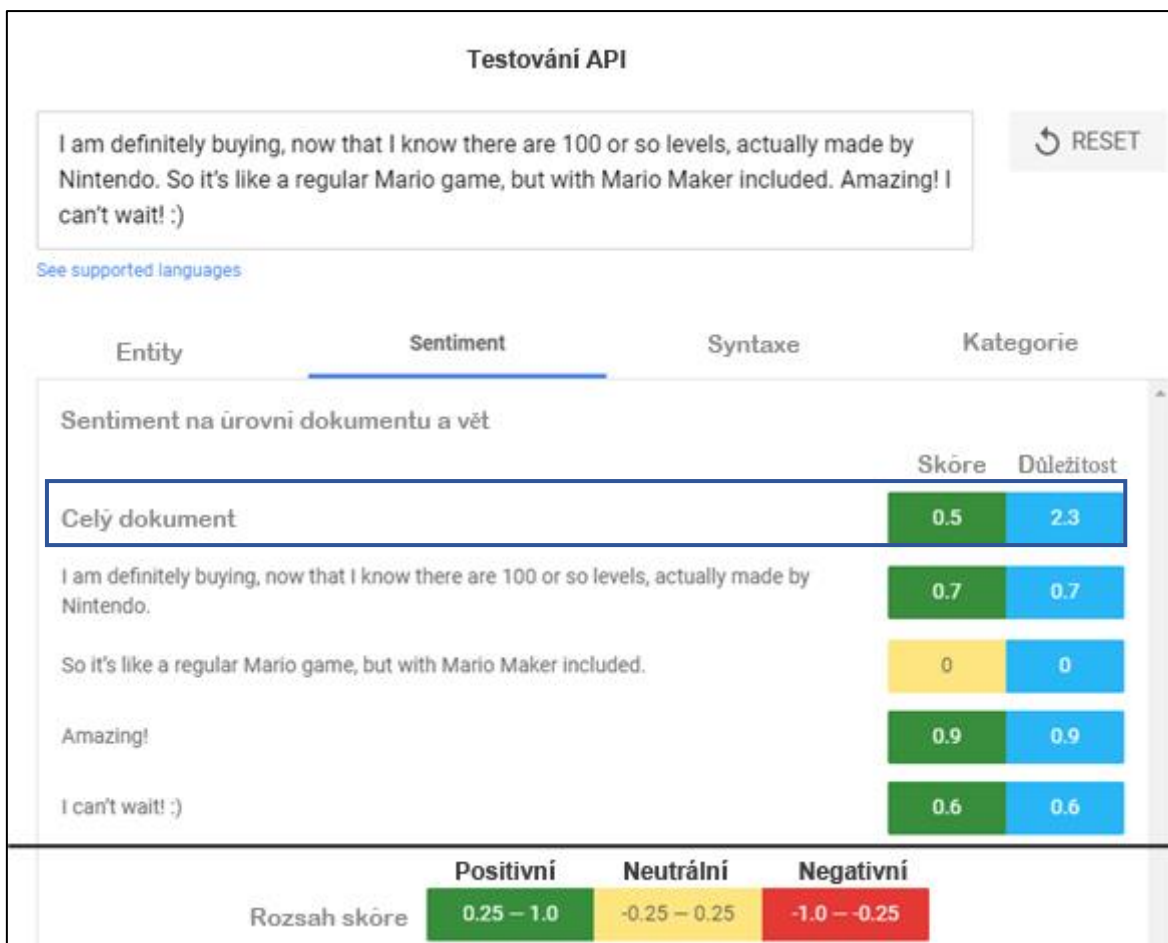 Testování API
I am definitely buying, now that I know there are 100 or so levels, actually made by
Nintendo. So it's like a regular Mario game, but with Mario Maker included. Amazing! I
can't wait! :)
RESET
See supported languages
Entity Sentiment Syntaxe Kategorie
Sentiment na úrovni dokumentu a vět
Skóre Důležitost
Celý dokument 0.5 2.3
I am definitely buying, now that I know there are 100 or so levels, actually made by
Nintendo. 0.7 0.7
So it's like a regular Mario game, but with Mario Maker included. 0 0
Amazing! 0.9 0.9
I can't wait! :) 0.6 0.6
Positivní Neutrální Negativní
Rozsah skóre 0.25 – 1.0 -0.25 – 0.25 -1.0 – -0.25